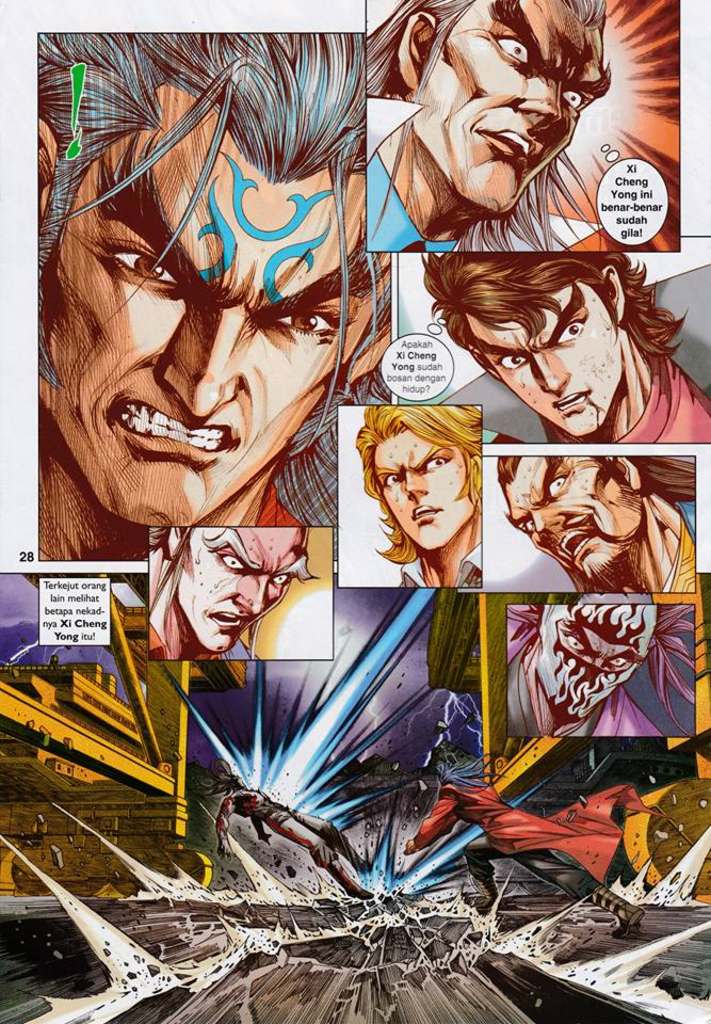 !
Xi
Cheng
Yong ini
benar-benar
sudah
gila!
Apakah
Xi Cheng
Yong sudah
bosan dengan
hidup?
28
Terkejut orang
lain melihat
betapa nekad-
nya Xi Cheng
Yong itu!